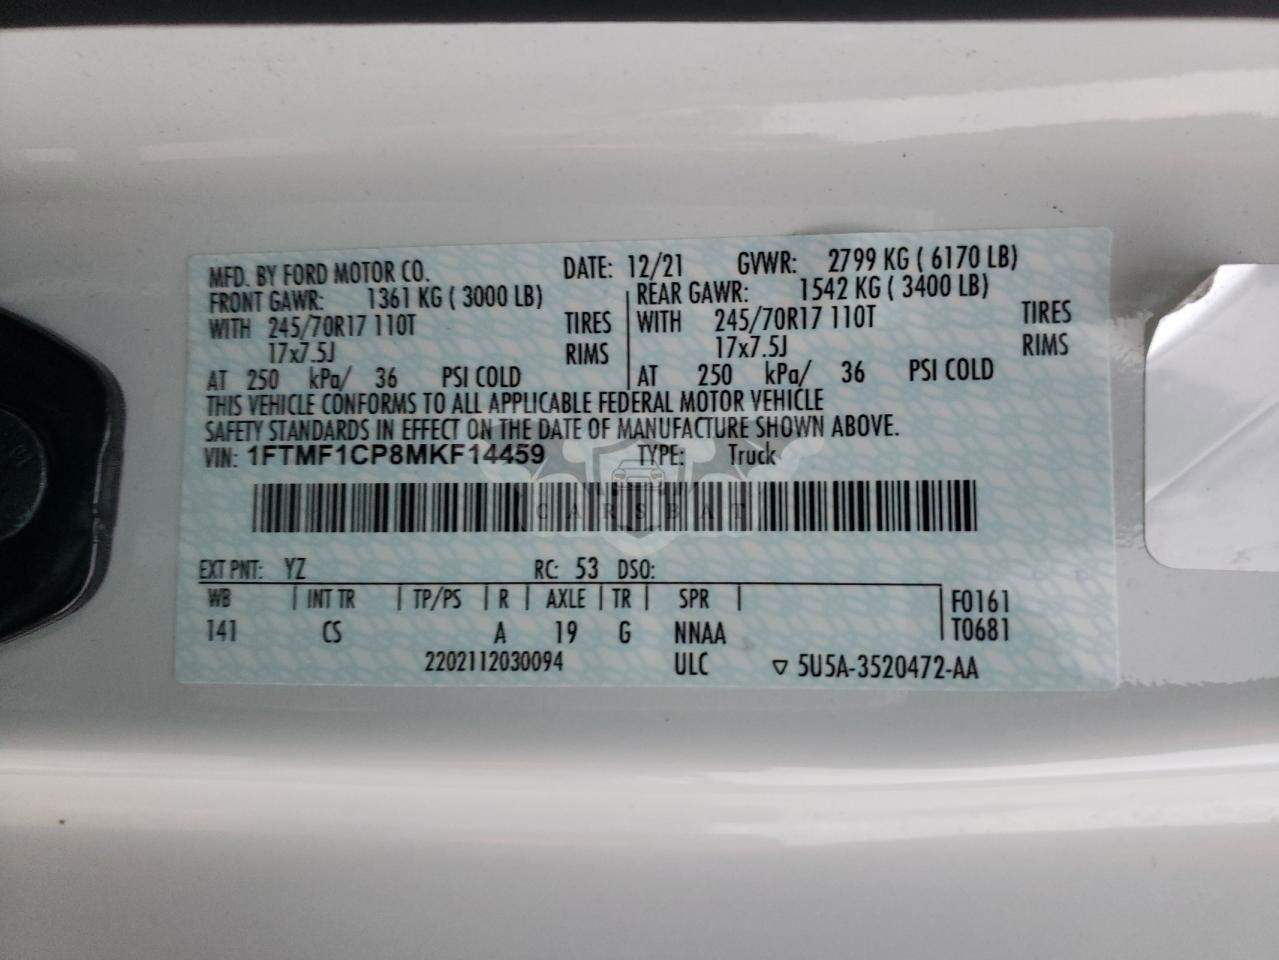 MFD. BY FORD MOTOR CO. DATE: 12/21 GVWR: 2799 KG ( 6170 LB)
FRONT GAWR: 1361 KG ( 3000 LB) REAR GAWR: 1542 KG ( 3400 LB)
WITH 245/70R17 110T TIRES WITH 245/70R17 110T TIRES
17x7.5J RIMS 17x7.5J RIMS
AT 250 kPa/ 36 PSI COLD AT 250 kPa/ 36 PSI COLD
THIS VEHICLE CONFORMS TO ALL APPLICABLE FEDERAL MOTOR VEHICLE
SAFETY STANDARDS IN EFFECT ON THE DATE OF MANUFACTURE SHOWN ABOVE.
VIN: 1FTMF1CP8MKF14459 TYPE: Truck
CARSBAT
EXT PNT: YZ RC: 53 DSO:
WB INT TR TP/PS R AXLE TR SPR F0161
141 CS A 19 G NNAA T0681
2202112030094 ULC ▽ 5U5A-3520472-AA